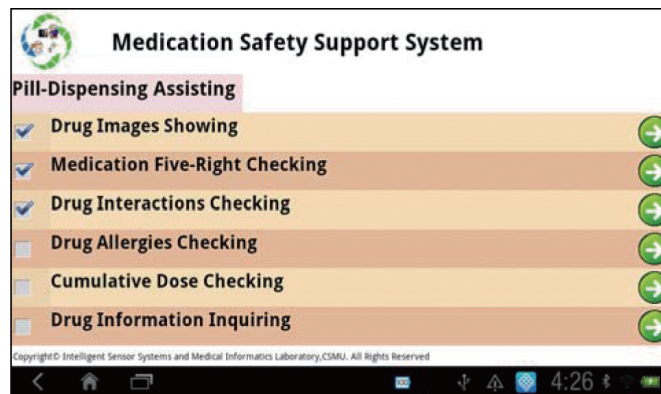 Medication Safety Support System
Pill-Dispensing Assisting
Drug Images Showing
Medication Five-Right Checking
Drug Interactions Checking
Drug Allergies Checking
Cumulative Dose Checking
Drug Information Inquiring
Copyright© Intelligent Sensor Systems and Medical Informatics Laboratory,CSMU. All Rights Reserved
100 4:26